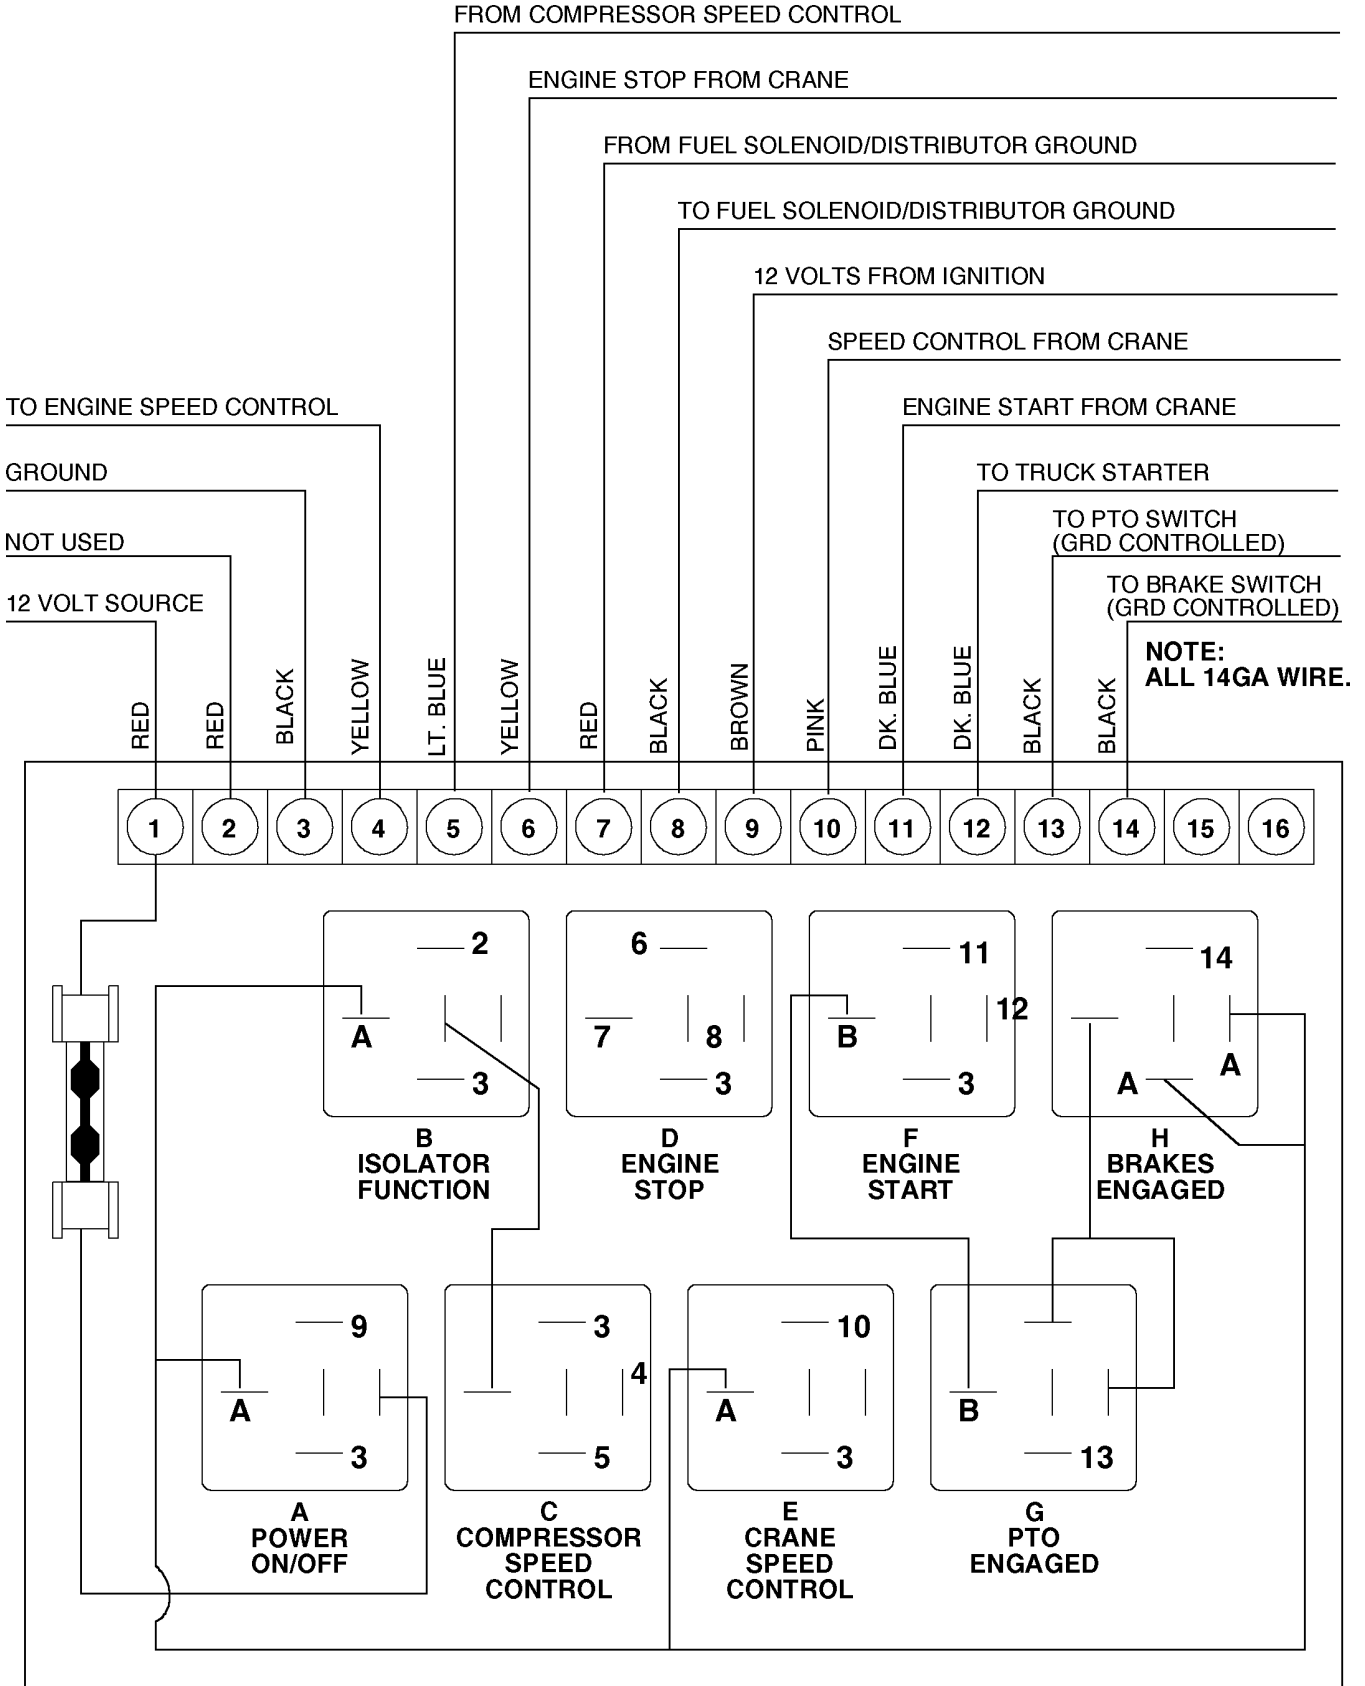 FROM COMPRESSOR SPEED CONTROL
ENGINE STOP FROM CRANE
FROM FUEL SOLENOID/DISTRIBUTOR GROUND
TO FUEL SOLENOID/DISTRIBUTOR GROUND
12 VOLTS FROM IGNITION
SPEED CONTROL FROM CRANE
TO ENGINE SPEED CONTROL
ENGINE START FROM CRANE
GROUND
TO TRUCK STARTER
NOT USED
TO PTO SWITCH
(GRD CONTROLLED)
12 VOLT SOURCE
TO BRAKE SWITCH
(GRD CONTROLLED)
NOTE:
ALL 14GA WIRE.
RED
RED
BLACK
YELLOW
LT. BLUE
YELLOW
RED
BLACK
BROWN
PINK
DK. BLUE
DK. BLUE
BLACK
BLACK
1 2 3 4 5 6 7 8 9 10 11 12 13 14 15 16
2
A
3
B
ISOLATOR
FUNCTION
6
7
8
3
D
ENGINE
STOP
11
12
B
3
F
ENGINE
START
14
A
A
H
BRAKES
ENGAGED
9
A
3
A
POWER
ON/OFF
3
4
5
C
COMPRESSOR
SPEED
CONTROL
10
A
3
E
CRANE
SPEED
CONTROL
B
13
G
PTO
ENGAGED